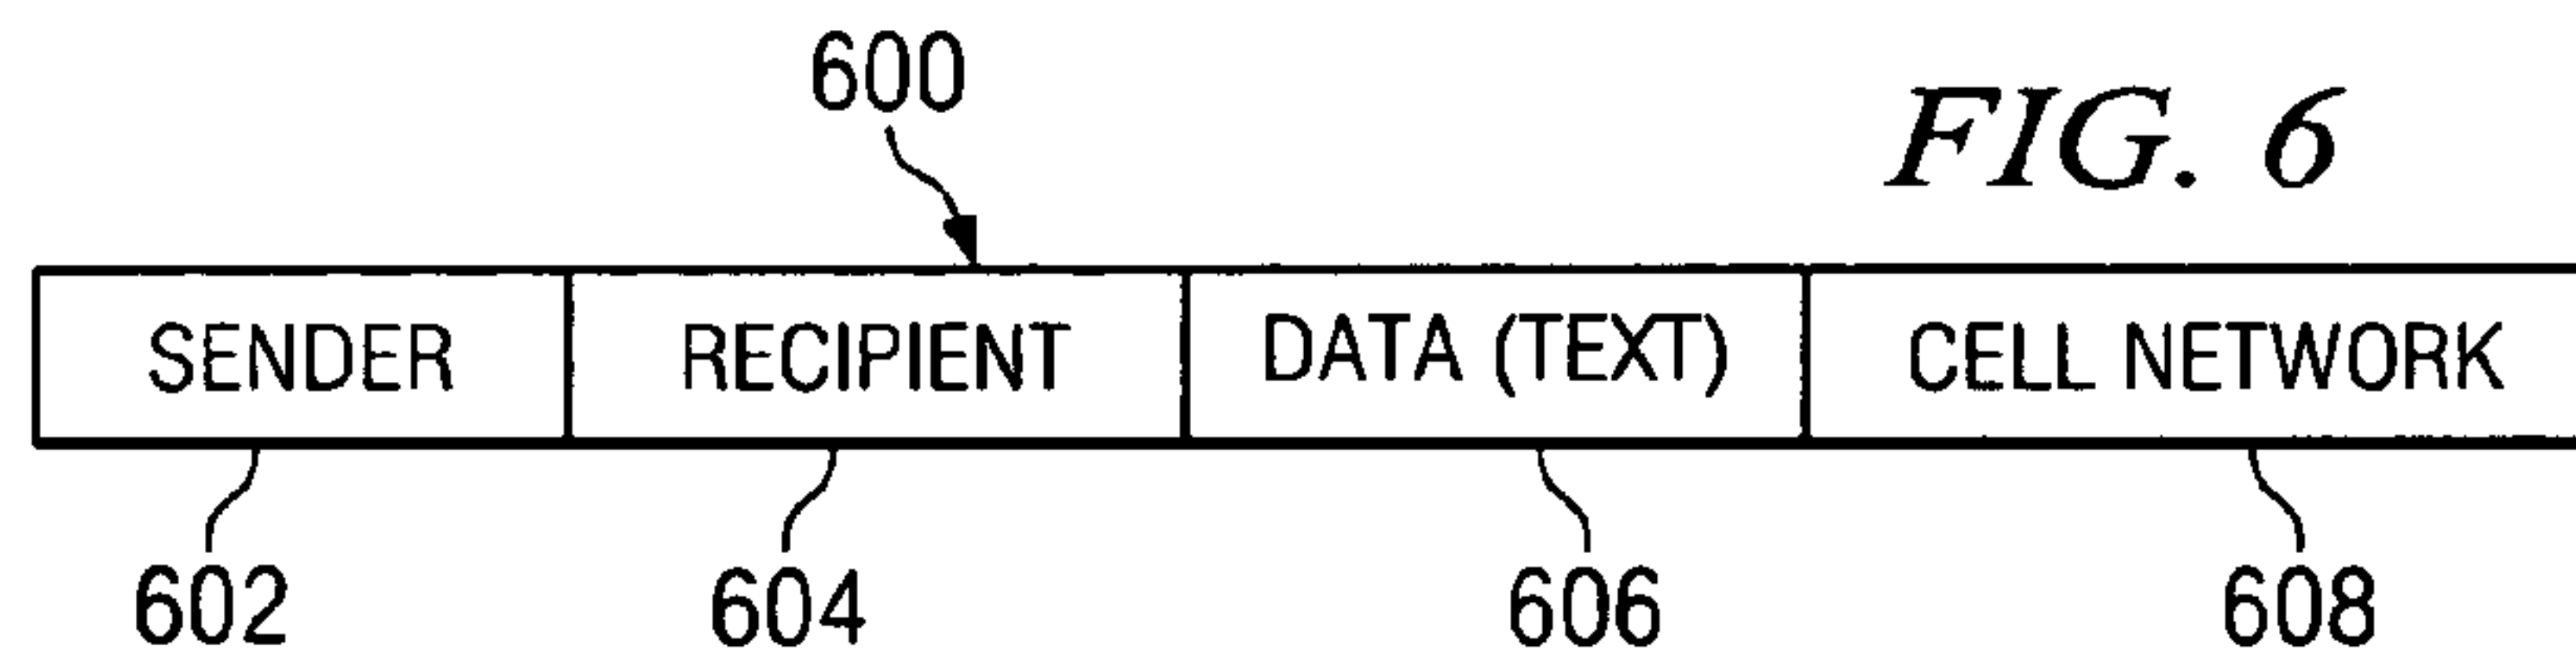 600
FIG. 6
SENDER RECIPIENT DATA (TEXT) CELL NETWORK
602 604 606 608